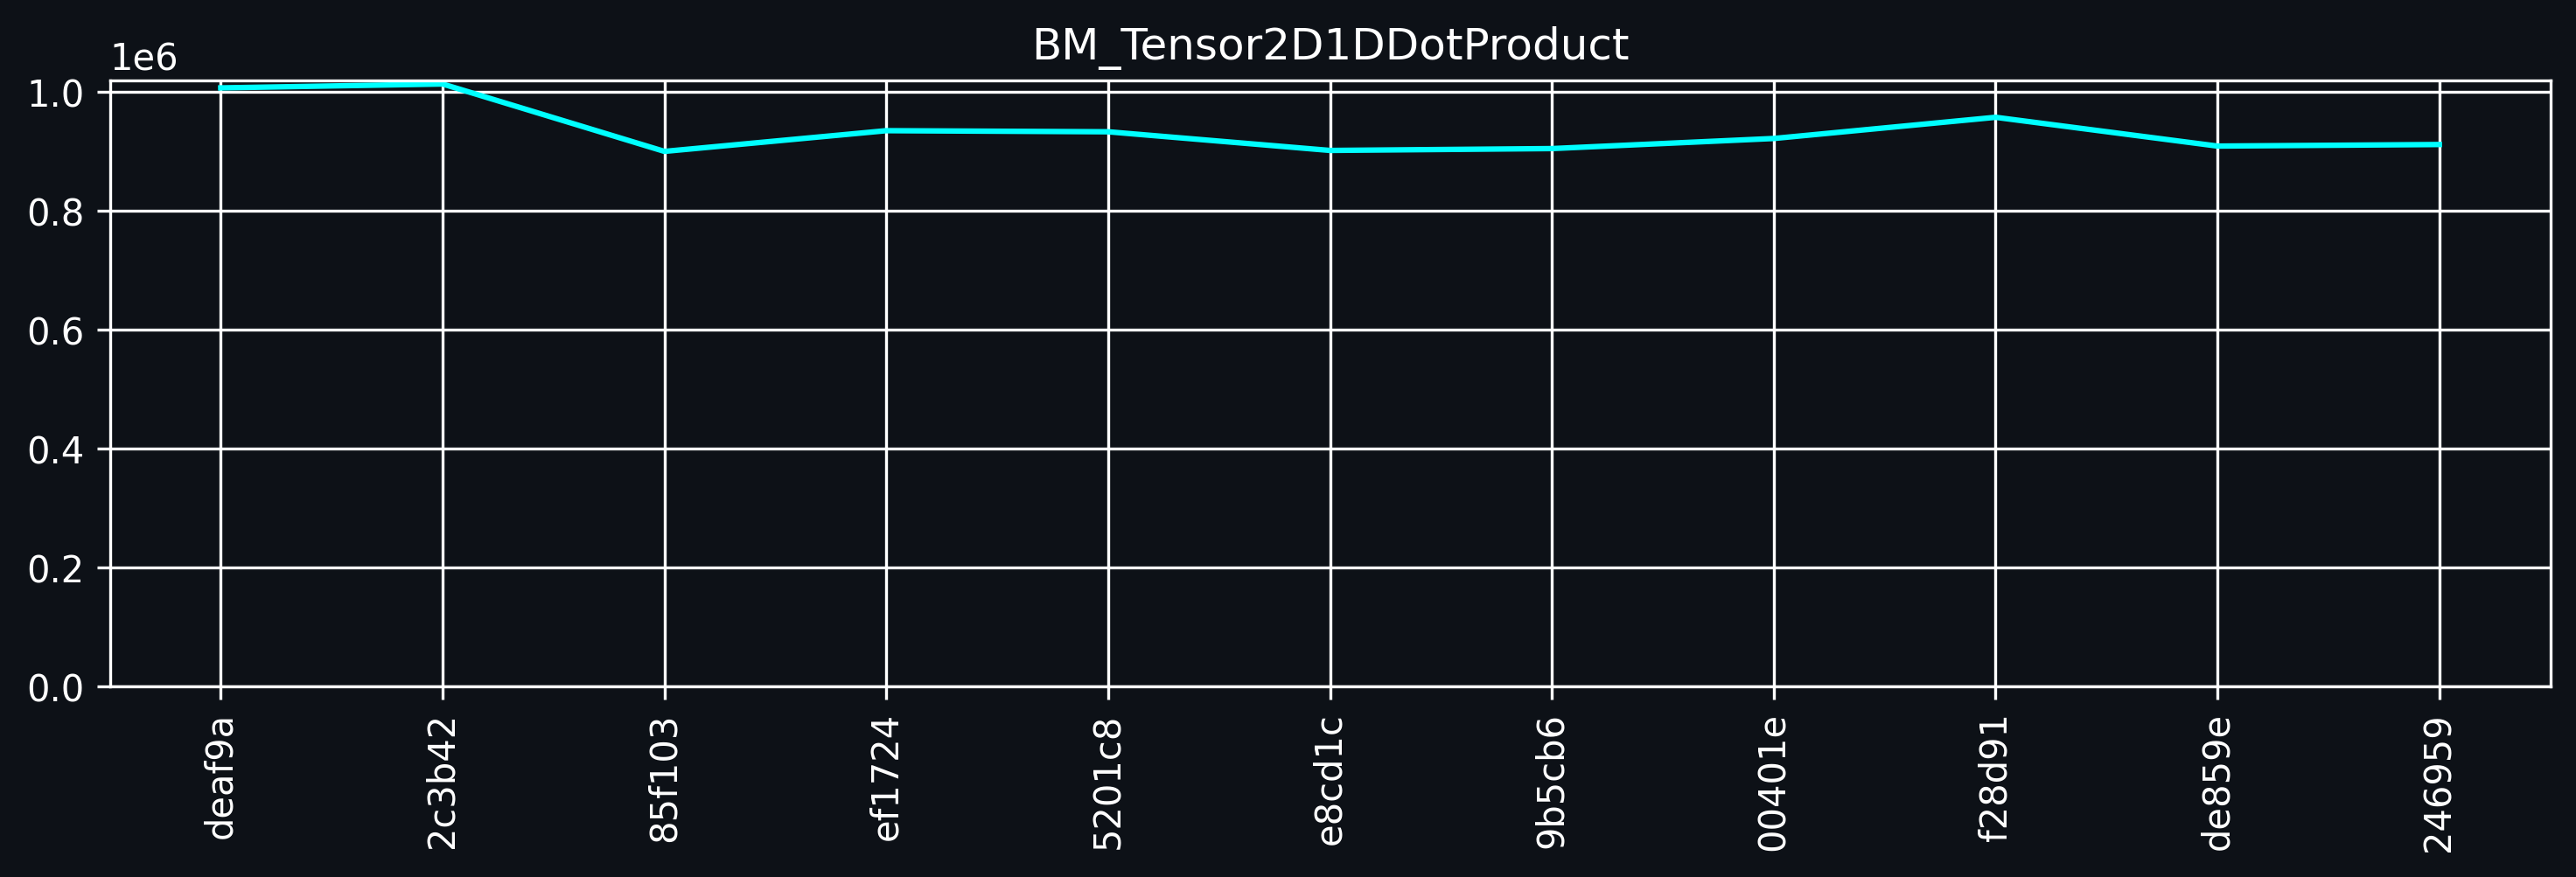 BM_Tensor2D1DDotProduct
1e6
1.0
0.8
0.6
0.4
0.2
0.0
deaf9a
2c3b42
85f103
ef1724
5201c8
e8cd1c
9b5cb6
00401e
f28d91
de859e
246959